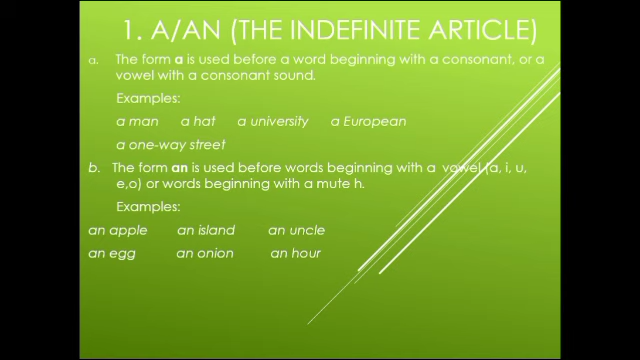 1. A/AN (THE INDEFINITE ARTICLE)
a. The form a is used before a word beginning with a consonant, or a
vowel with a consonant sound.
Examples:
a man a hat a university a European
a one-way street
b. The form an is used before words beginning with a vowel (a, i, u,
e,o) or words beginning with a mute h.
Examples:
an apple an island an uncle
an egg an onion an hour